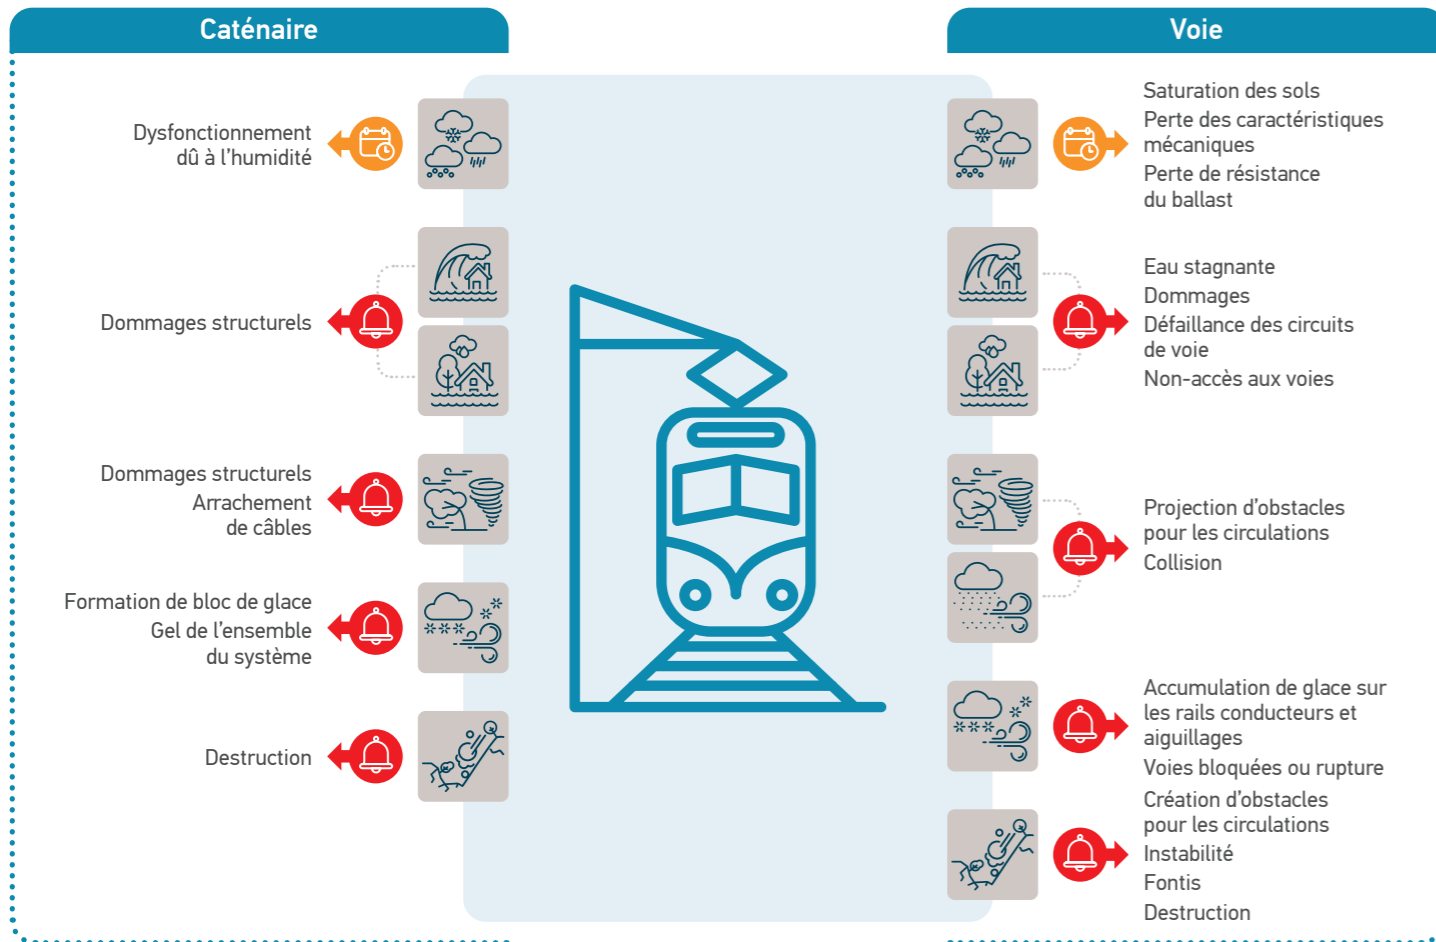 Caténaire
Dysfonctionnement
dû à l’humidité
Dommages structurels
Dommages structurels
Arrachement
de câbles
Formation de bloc de glace
Gel de l’ensemble
du système
Destruction
Voie
Saturation des sols
Perte des caractéristiques
mécaniques
Perte de résistance
du ballast
Eau stagnante
Dommages
Défaillance des circuits
de voie
Non-accès aux voies
Projection d’obstacles
pour les circulations
Collision
Accumulation de glace sur
les rails conducteurs et
aiguillages
Voies bloquées ou rupture
Création d’obstacles
pour les circulations
Instabilité
Fontis
Destruction